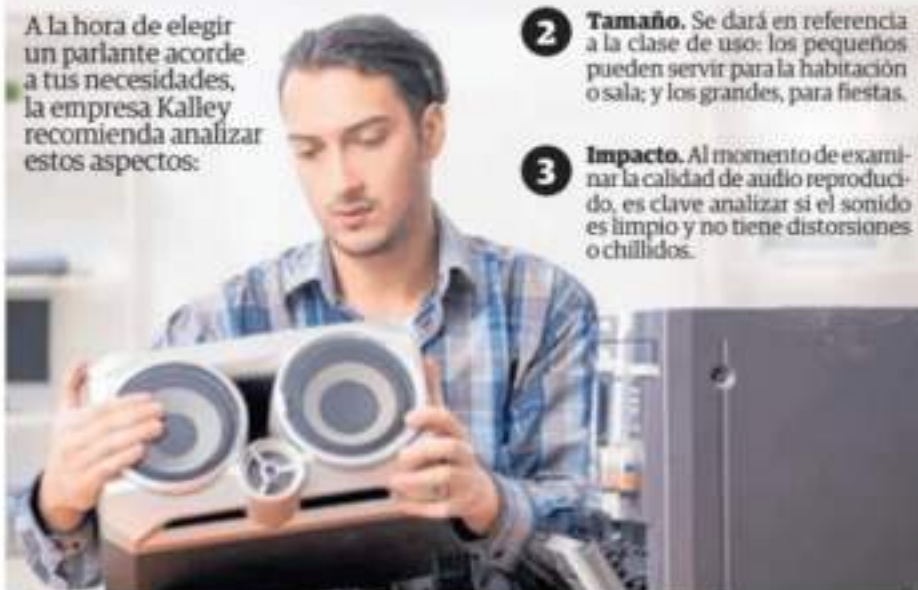 A la hora de elegir
un parlante acorde
a tus necesidades,
la empresa Kalley
recomienda analizar
estos aspectos:
2 Tamaño. Se dará en referencia
a la clase de uso: los pequeños
pueden servir para la habitación
o sala; y los grandes, para fiestas.
3 Impacto. Al momento de exami-
nar la calidad de audio reproduci-
do, es clave analizar si el sonido
es limpio y no tiene distorsiones
o chillidos.